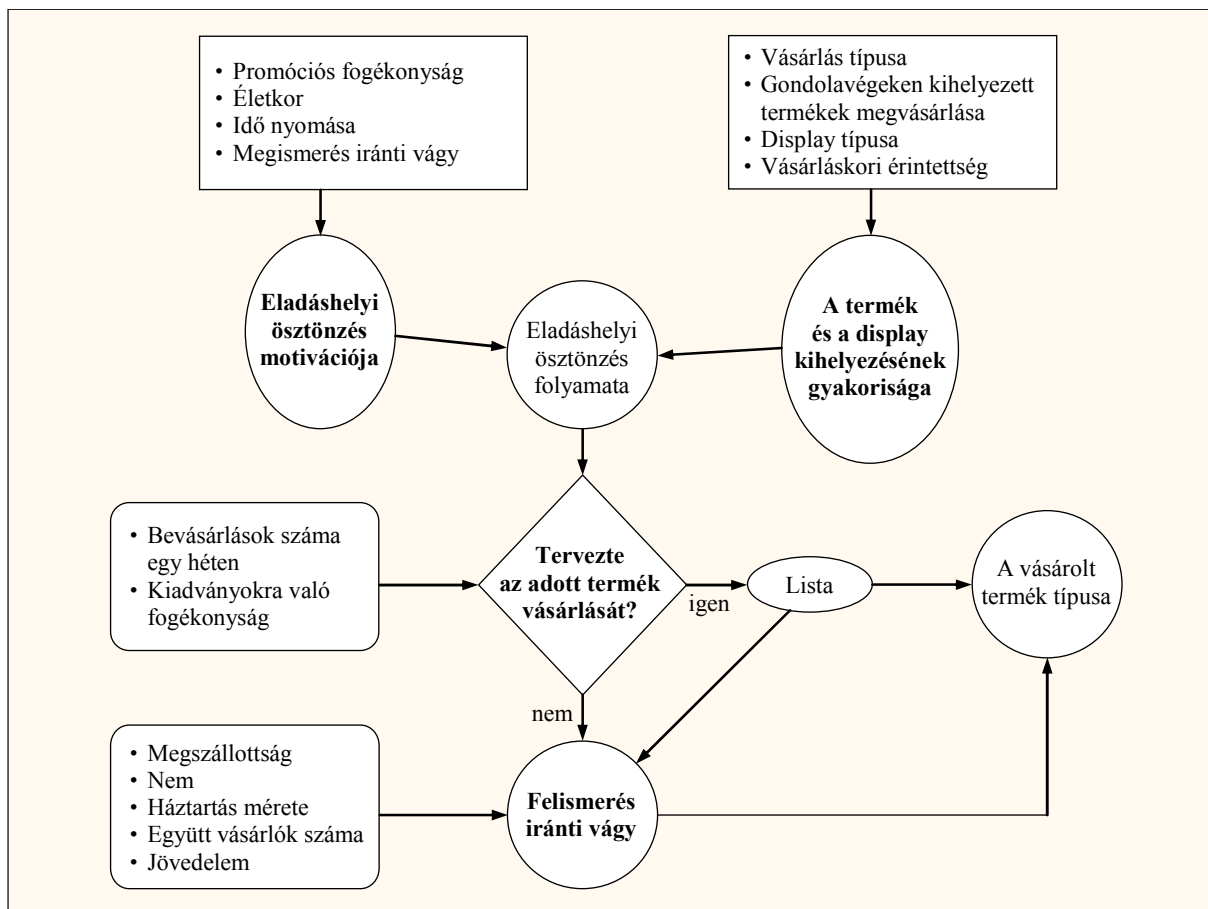 • Promóciós fogékonyság
• Életkor
• Idő nyomása
• Megismerés iránti vágy
• Vásárlás típusa
• Gondolavégeken kihelyezett
termékek megvásárlása
• Display típusa
• Vásárláskori érintettség
Eladáshelyi
ösztönzés
motivációja
Eladáshelyi
ösztönzés
folyamata
A termék
és a display
kihelyezésének
gyakorisága
• Bevásárlások száma
egy héten
• Kiadványokra való
fogékonyság
Tervezte
az adott termék
vásárlását?
igen
Lista
A vásárolt
termék típusa
nem
• Megszállottság
• Nem
• Háztartás mérete
• Együtt vásárlók száma
• Jövedelem
Felismerés
iránti vágy